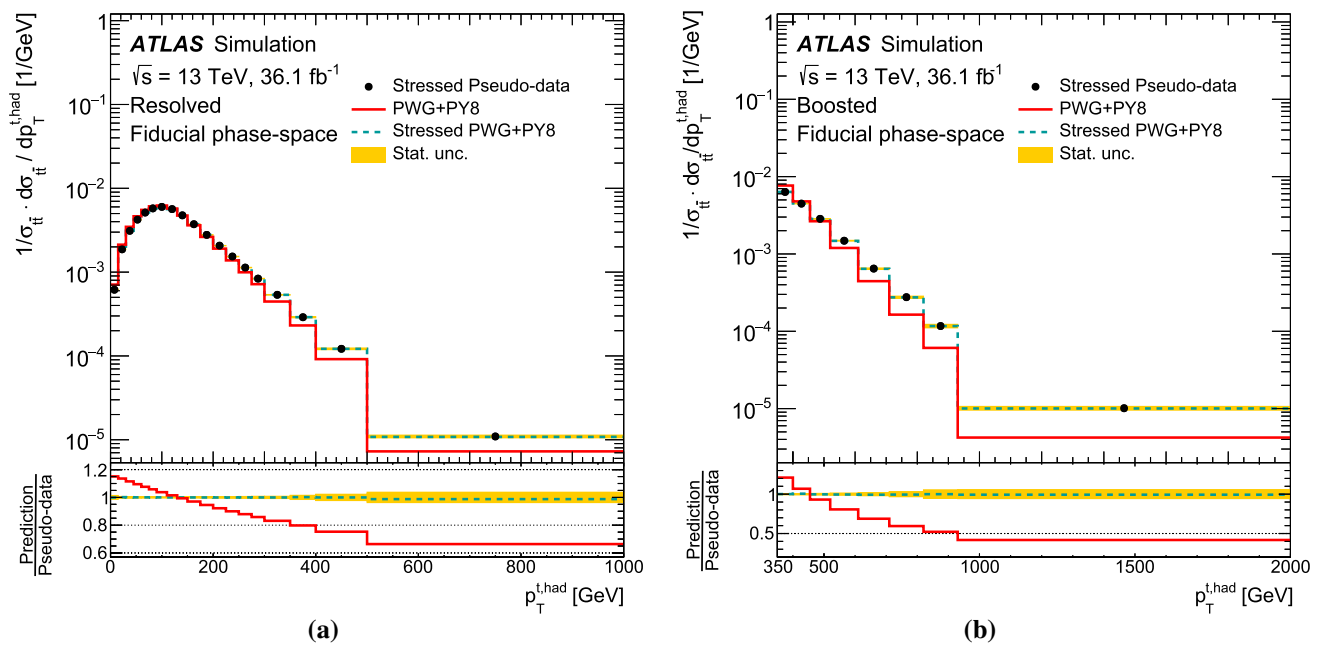 ATLAS Simulation
√s = 13 TeV, 36.1 fb⁻¹
Resolved
Fiducial phase-space
Stressed Pseudo-data
PWG+PY8
Stressed PWG+PY8
Stat. unc.
1/σ_tt̄ · dσ_tt̄ / dp_T^t,had [1/GeV]
1
10⁻¹
10⁻²
10⁻³
10⁻⁴
10⁻⁵
Prediction
Pseudo-data
1.2
1
0.8
0.6
0 200 400 600 800 1000
p_T^t,had [GeV]
(a)
ATLAS Simulation
√s = 13 TeV, 36.1 fb⁻¹
Boosted
Fiducial phase-space
Stressed Pseudo-data
PWG+PY8
Stressed PWG+PY8
Stat. unc.
1/σ_tt̄ · dσ_tt̄/dp_T^t,had [1/GeV]
1
10⁻¹
10⁻²
10⁻³
10⁻⁴
10⁻⁵
Prediction
Pseudo-data
1
0.5
350 500 1000 1500 2000
p_T^t,had [GeV]
(b)